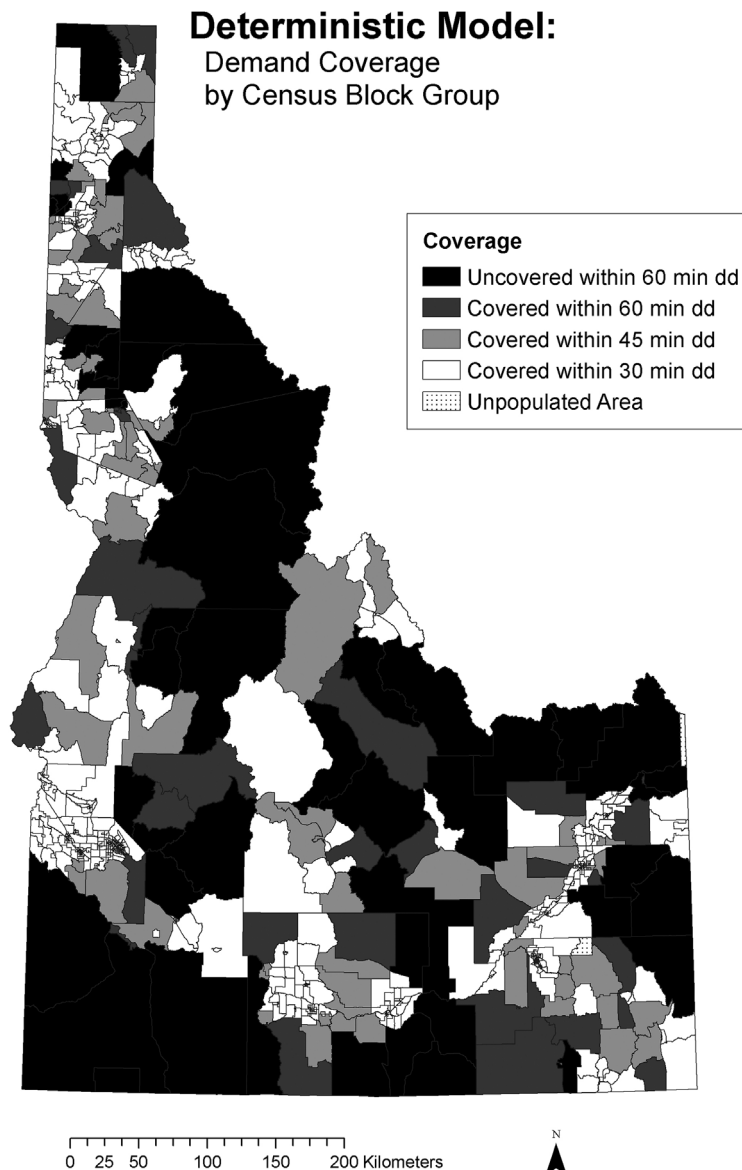 Deterministic Model:
Demand Coverage
by Census Block Group
Coverage
Uncovered within 60 min dd
Covered within 60 min dd
Covered within 45 min dd
Covered within 30 min dd
Unpopulated Area
N
0 25 50 100 150 200 Kilometers